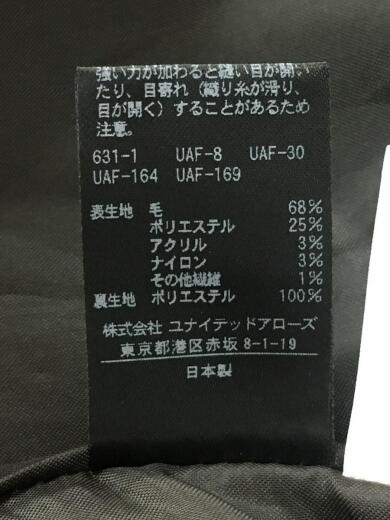 強い力が加わると縫い目が開い
たり、目寄れ（織り糸が滑り、
目が開く）することがあるため
注意。
631-1 UAF-8 UAF-30
UAF-164 UAF-169
表生地 毛 68%
ポリエステル 25%
アクリル 3%
ナイロン 3%
その他繊維 1%
裏生地 ポリエステル 100%
株式会社 ユナイテッドアローズ
東京都港区赤坂 8-1-19
日本製